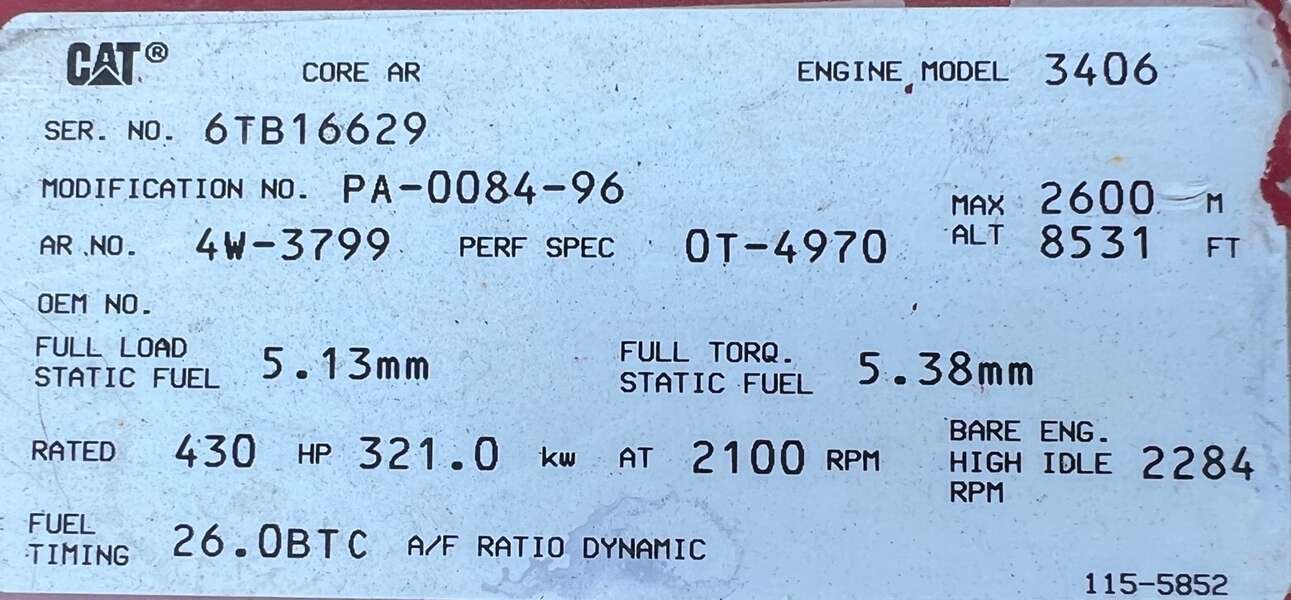 CAT® CORE AR ENGINE MODEL 3406
SER. NO. 6TB16629
MODIFICATION NO. PA-0084-96
MAX 2600 M
AR.NO. 4W-3799 PERF SPEC 0T-4970
ALT 8531 FT
OEM NO.
FULL LOAD
STATIC FUEL 5.13mm
FULL TORQ.
STATIC FUEL 5.38mm
RATED 430 HP 321.0 kw AT 2100 RPM
BARE ENG.
HIGH IDLE 2284
RPM
FUEL
TIMING 26.0BTC A/F RATIO DYNAMIC
115-5852